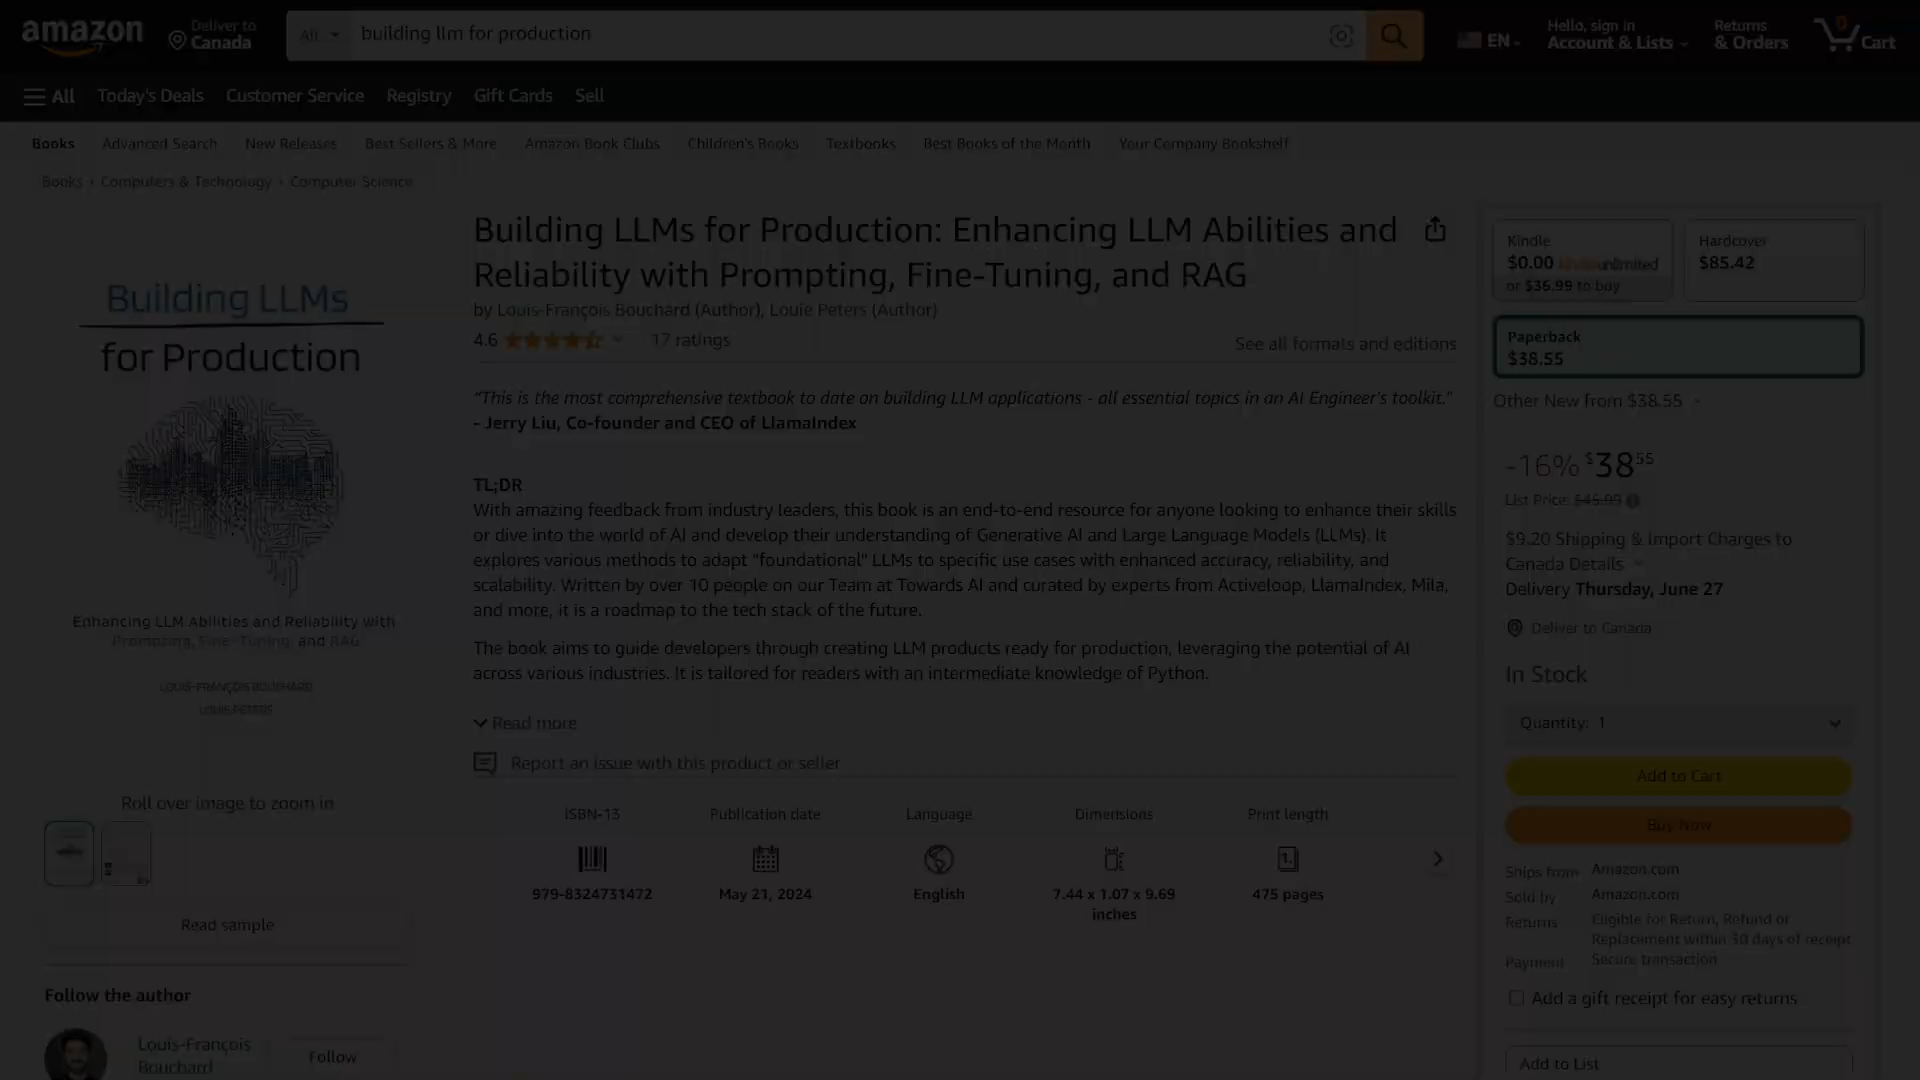 amazon
Deliver to
Canada
All
building llm for production
EN
Hello, sign in
Account & Lists
Returns
& Orders
0
Cart
All
Today's Deals
Customer Service
Registry
Gift Cards
Sell
Books
Advanced Search
New Releases
Best Sellers & More
Amazon Book Clubs
Children's Books
Textbooks
Best Books of the Month
Your Company Bookshelf
Books › Computers & Technology › Computer Science
Building LLMs
for Production
Enhancing LLM Abilities and Reliability with
Prompting, Fine-Tuning, and RAG
LOUIS-FRANÇOIS BOUCHARD
LOUIE PETERS
Roll over image to zoom in
Read sample
Follow the author
Louis-François
Bouchard
Follow
Building LLMs for Production: Enhancing LLM Abilities and
Reliability with Prompting, Fine-Tuning, and RAG
by Louis-François Bouchard (Author), Louie Peters (Author)
4.6
17 ratings
See all formats and editions
"This is the most comprehensive textbook to date on building LLM applications - all essential topics in an AI Engineer's toolkit."
- Jerry Liu, Co-founder and CEO of LlamaIndex
TL;DR
With amazing feedback from industry leaders, this book is an end-to-end resource for anyone looking to enhance their skills
or dive into the world of AI and develop their understanding of Generative AI and Large Language Models (LLMs). It
explores various methods to adapt "foundational" LLMs to specific use cases with enhanced accuracy, reliability, and
scalability. Written by over 10 people on our Team at Towards AI and curated by experts from Activeloop, LlamaIndex, Mila,
and more, it is a roadmap to the tech stack of the future.
The book aims to guide developers through creating LLM products ready for production, leveraging the potential of AI
across various industries. It is tailored for readers with an intermediate knowledge of Python.
Read more
Report an issue with this product or seller
ISBN-13
979-8324731472
Publication date
May 21, 2024
Language
English
Dimensions
7.44 x 1.07 x 9.69
inches
Print length
1.
475 pages
Kindle
$0.00 kindleunlimited
or $36.99 to buy
Hardcover
$85.42
Paperback
$38.55
Other New from $38.55
-16% $38 55
List Price: $45.99
$9.20 Shipping & Import Charges to
Canada Details
Delivery Thursday, June 27
Deliver to Canada
In Stock
Quantity: 1
Add to Cart
Buy Now
Ships from Amazon.com
Sold by Amazon.com
Returns Eligible for Return, Refund or
Replacement within 30 days of receipt
Payment Secure transaction
Add a gift receipt for easy returns
Add to List